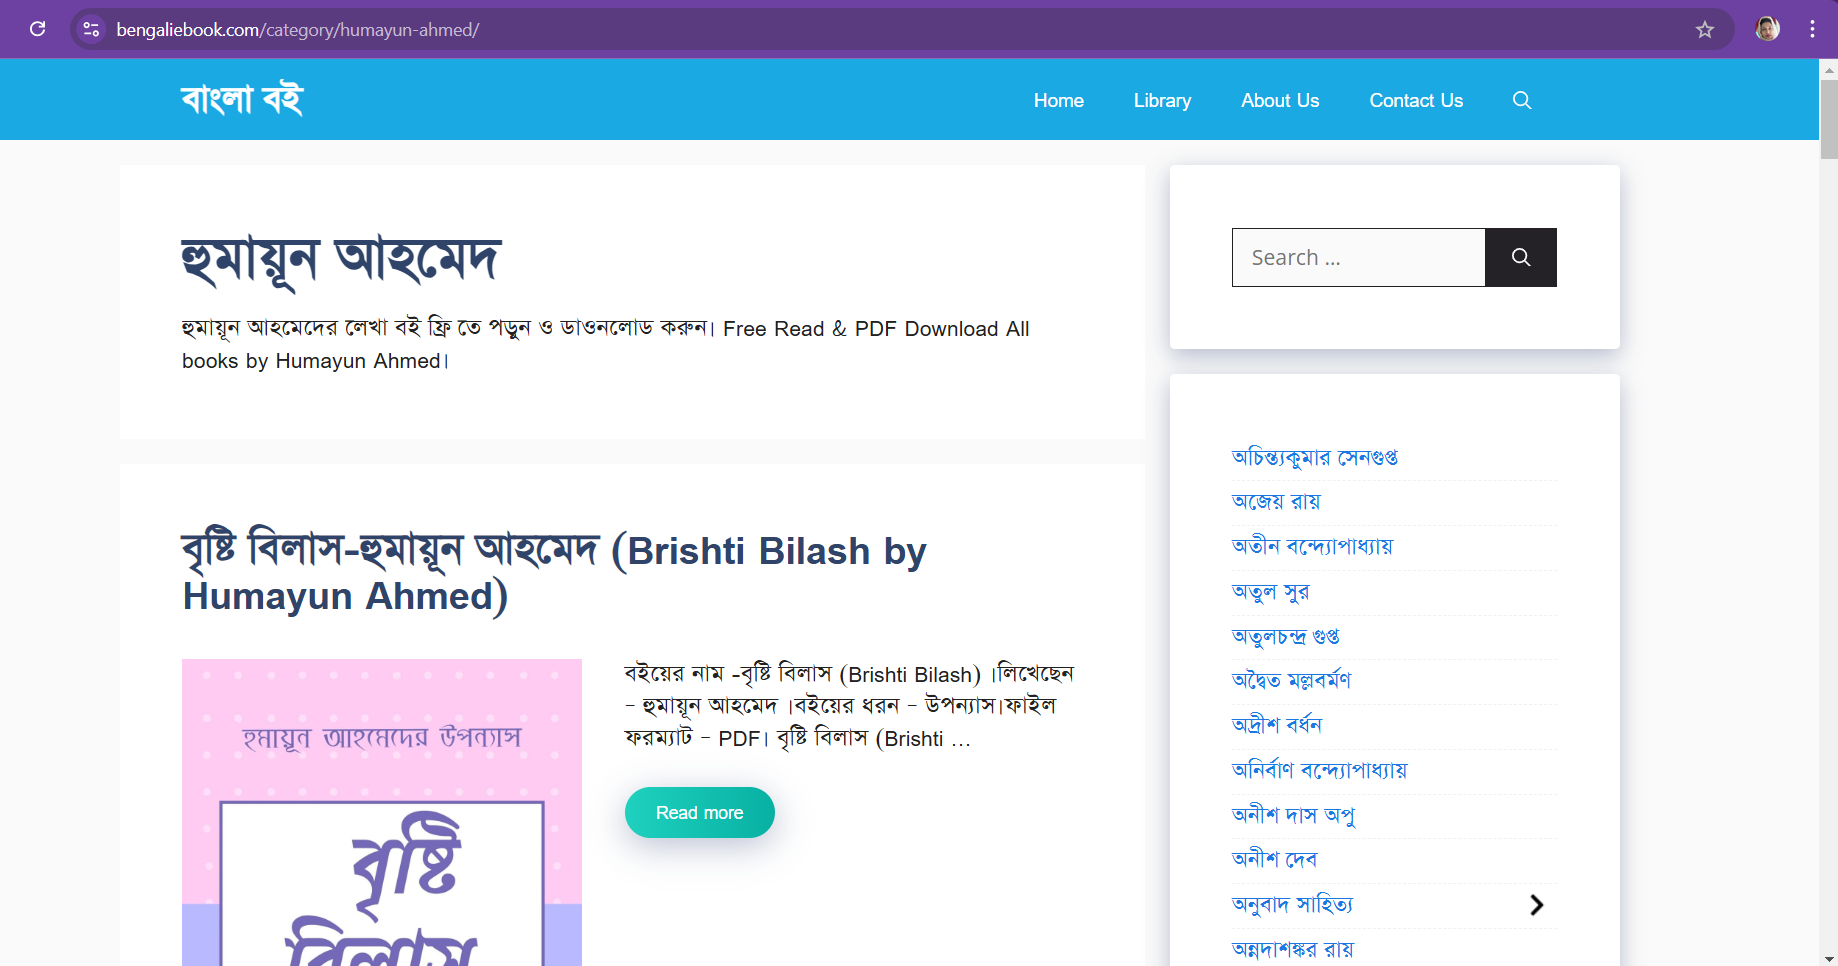 bengaliebook.com/category/humayun-ahmed/
বাংলা বই
Home
Library
About Us
Contact Us
হুমায়ূন আহমেদ
হুমায়ূন আহমেদের লেখা বই ফ্রি তে পড়ুন ও ডাওনলোড করুন। Free Read & PDF Download All
books by Humayun Ahmed।
বৃষ্টি বিলাস-হুমায়ূন আহমেদ (Brishti Bilash by
Humayun Ahmed)
হুমায়ূন আহমেদের উপন্যাস
বৃষ্টি
বিলাস
বইয়ের নাম -বৃষ্টি বিলাস (Brishti Bilash) ।লিখেছেন
– হুমায়ূন আহমেদ ।বইয়ের ধরন – উপন্যাস।ফাইল
ফরম্যাট – PDF। বৃষ্টি বিলাস (Brishti …
Read more
Search …
অচিন্ত্যকুমার সেনগুপ্ত
অজেয় রায়
অতীন বন্দ্যোপাধ্যায়
অতুল সুর
অতুলচন্দ্র গুপ্ত
অদ্বৈত মল্লবর্মণ
অদ্রীশ বর্ধন
অনির্বাণ বন্দ্যোপাধ্যায়
অনীশ দাস অপু
অনীশ দেব
অনুবাদ সাহিত্য
অন্নদাশঙ্কর রায়